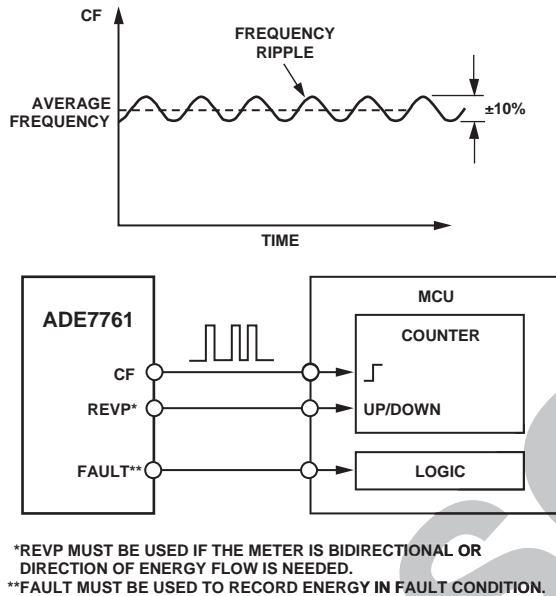 CF
FREQUENCY
RIPPLE
AVERAGE
FREQUENCY
±10%
TIME
ADE7761
MCU
COUNTER
CF
REVP*
UP/DOWN
FAULT**
LOGIC
*REVP MUST BE USED IF THE METER IS BIDIRECTIONAL OR
DIRECTION OF ENERGY FLOW IS NEEDED.
**FAULT MUST BE USED TO RECORD ENERGY IN FAULT CONDITION.